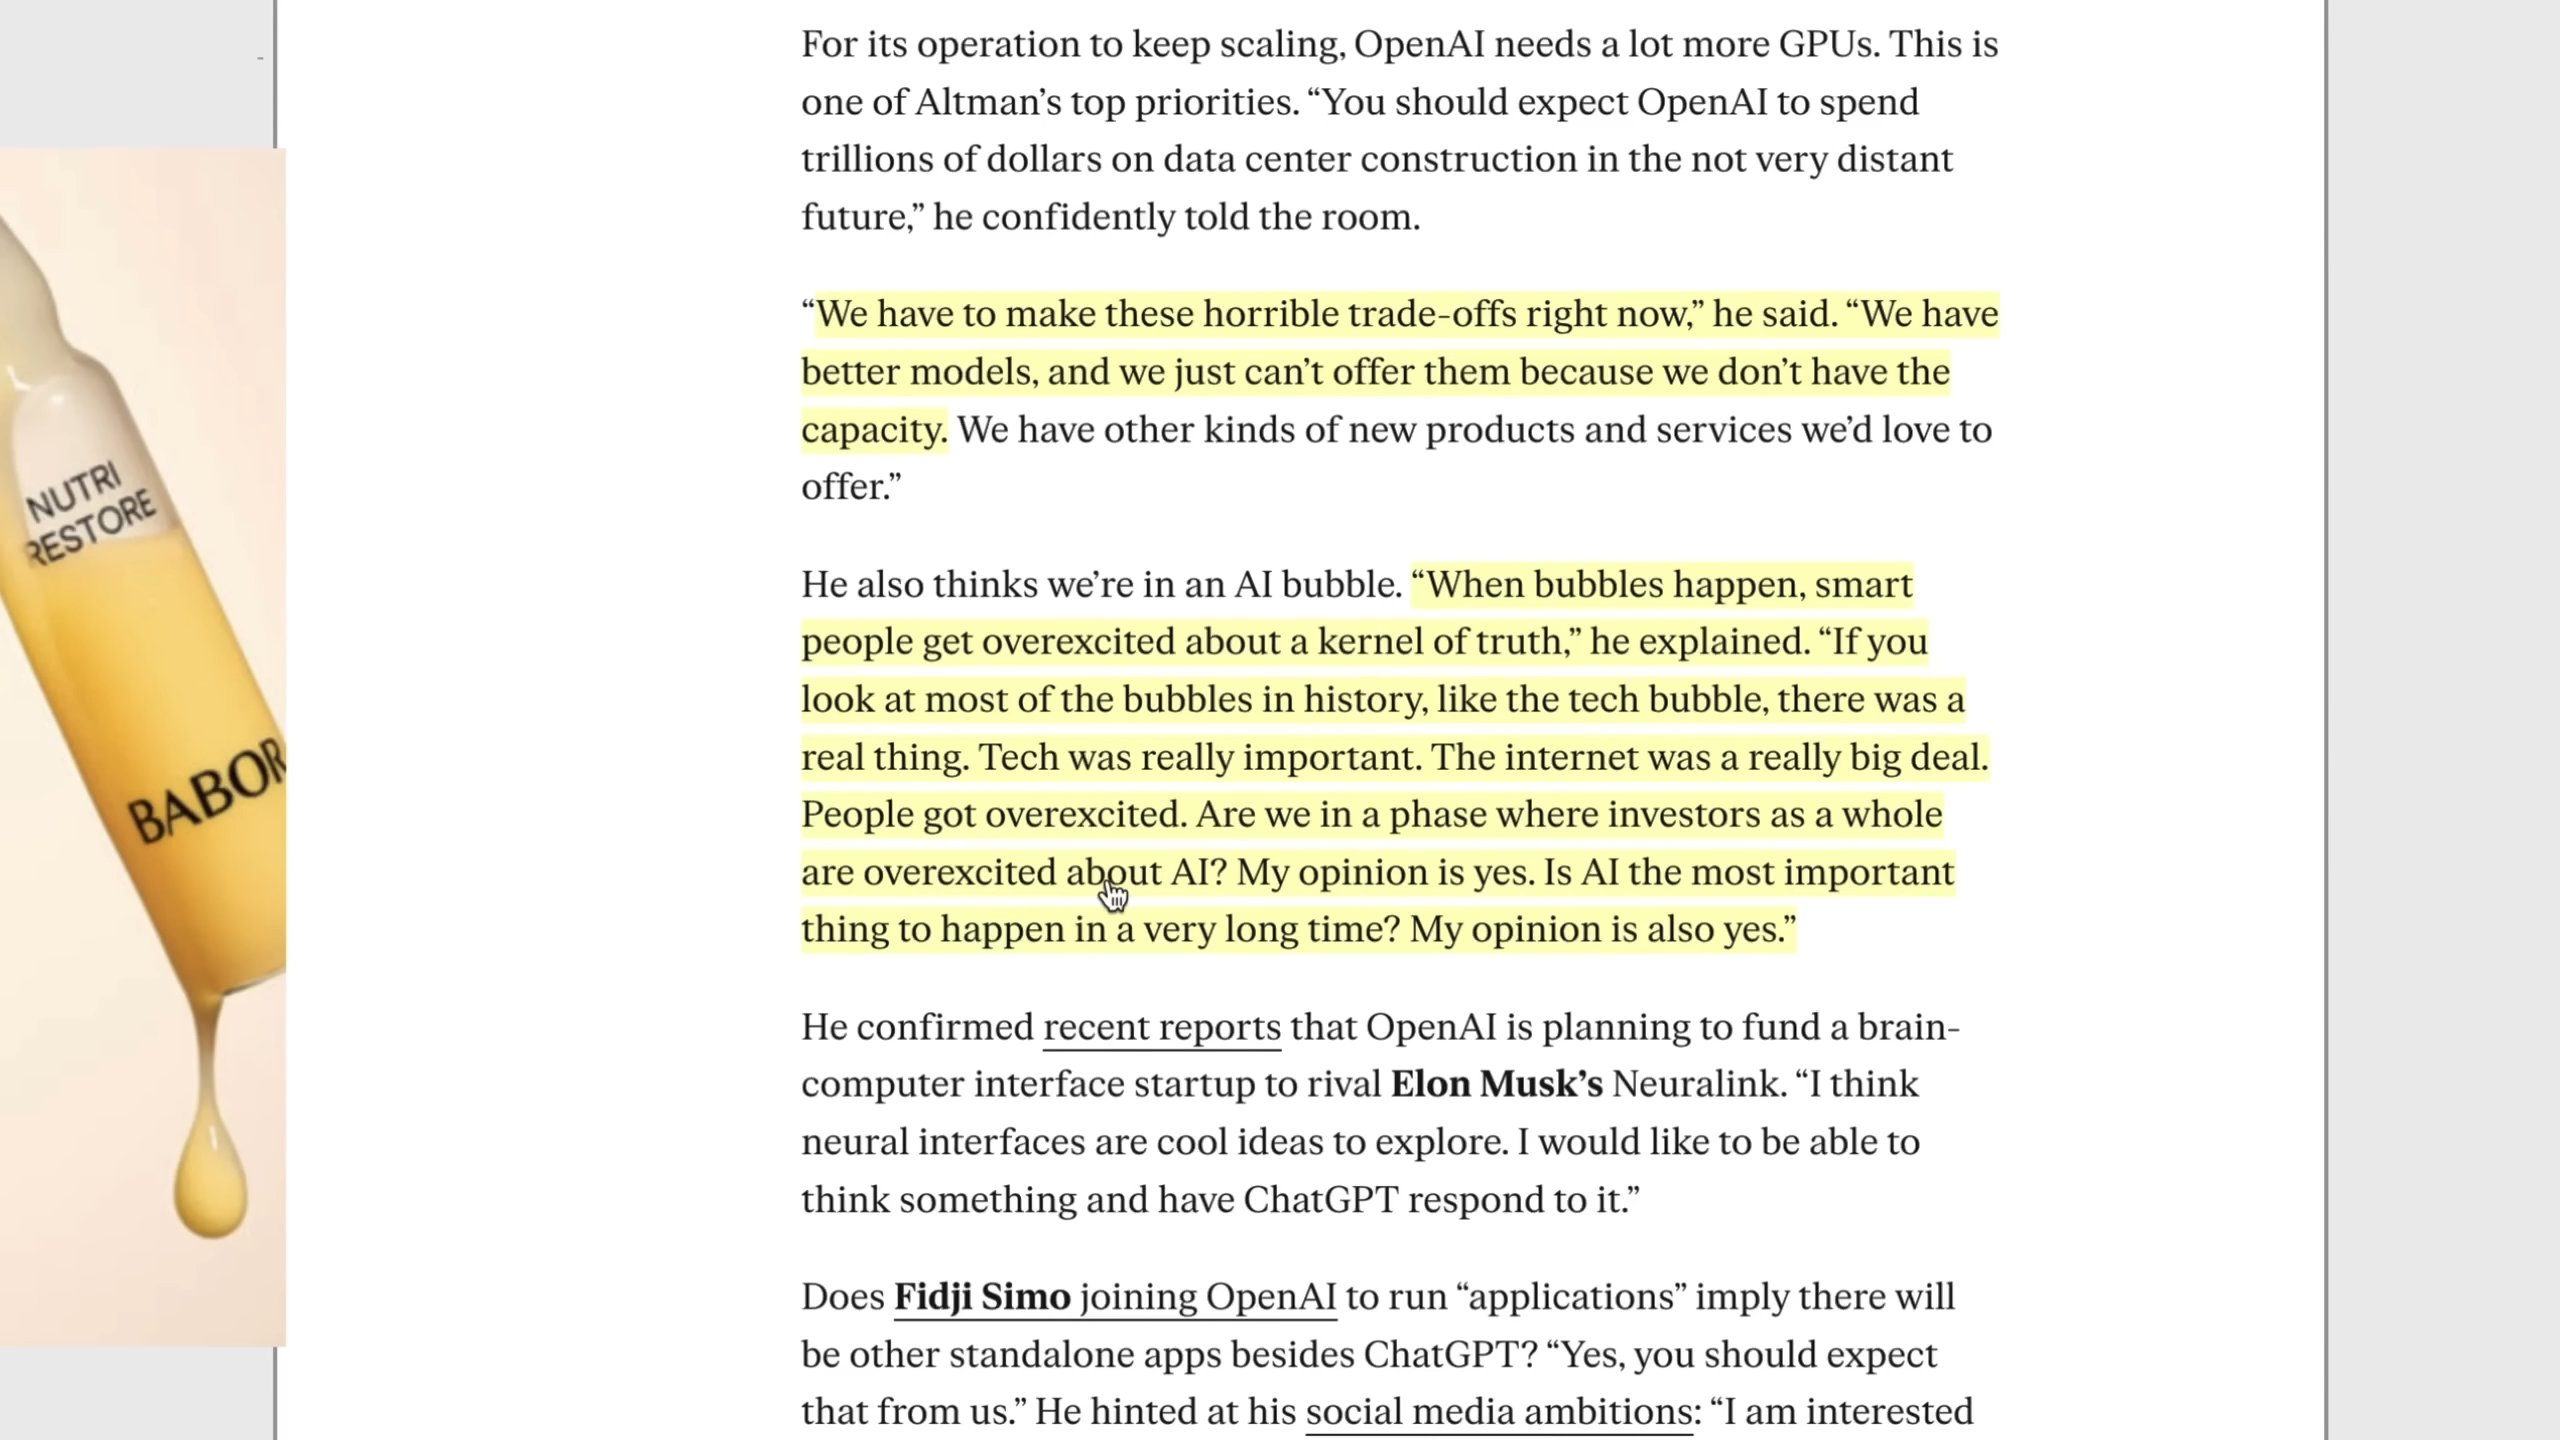 For its operation to keep scaling, OpenAI needs a lot more GPUs. This is
one of Altman’s top priorities. “You should expect OpenAI to spend
trillions of dollars on data center construction in the not very distant
future,” he confidently told the room.
“We have to make these horrible trade-offs right now,” he said. “We have
better models, and we just can’t offer them because we don’t have the
capacity. We have other kinds of new products and services we’d love to
offer.”
He also thinks we’re in an AI bubble. “When bubbles happen, smart
people get overexcited about a kernel of truth,” he explained. “If you
look at most of the bubbles in history, like the tech bubble, there was a
real thing. Tech was really important. The internet was a really big deal.
People got overexcited. Are we in a phase where investors as a whole
are overexcited about AI? My opinion is yes. Is AI the most important
thing to happen in a very long time? My opinion is also yes.”
He confirmed recent reports that OpenAI is planning to fund a brain-
computer interface startup to rival Elon Musk’s Neuralink. “I think
neural interfaces are cool ideas to explore. I would like to be able to
think something and have ChatGPT respond to it.”
Does Fidji Simo joining OpenAI to run “applications” imply there will
be other standalone apps besides ChatGPT? “Yes, you should expect
that from us.” He hinted at his social media ambitions: “I am interested
NUTRI
RESTORE
BABOR